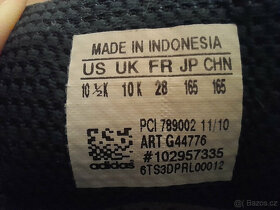 MADE IN INDONESIA
US UK FR JP CHN
10 ½K 10K 28 165 165
PCI 789002 11/10
ART G44776
#102957335
adidas
6TS3DPRL00012
Bazoš.cz